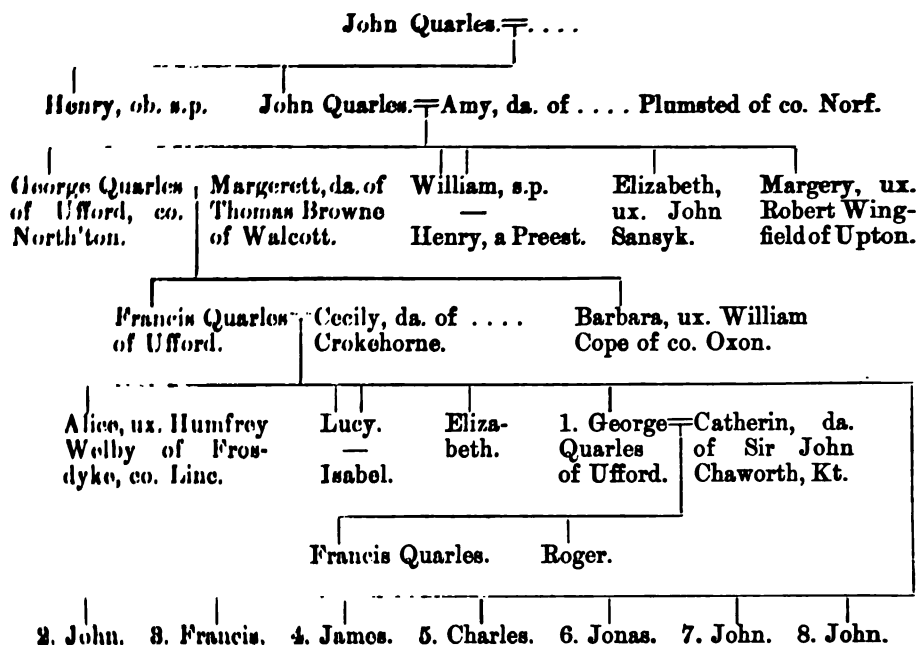 John Quarles. = . . . .
Henry, ob. s.p.
John Quarles. = Amy, da. of . . . . Plumsted of co. Norf.
George Quarles
of Ufford, co.
North'ton.
Margerett, da. of
Thomas Browne
of Walcott.
William, s.p.
—
Henry, a Preest.
Elizabeth,
ux. John
Sansyk.
Margery, ux.
Robert Wing-
field of Upton.
Francis Quarles
of Ufford.
Cecily, da. of . . . .
Crokehorne.
Barbara, ux. William
Cope of co. Oxon.
Alice, ux. Humfrey
Welby of Fros-
dyke, co. Linc.
Lucy.
—
Isabel.
Eliza-
beth.
1. George
Quarles
of Ufford.
Catherin, da.
of Sir John
Chaworth, Kt.
Francis Quarles.
Roger.
2. John. 3. Francis. 4. James. 5. Charles. 6. Jonas. 7. John. 8. John.